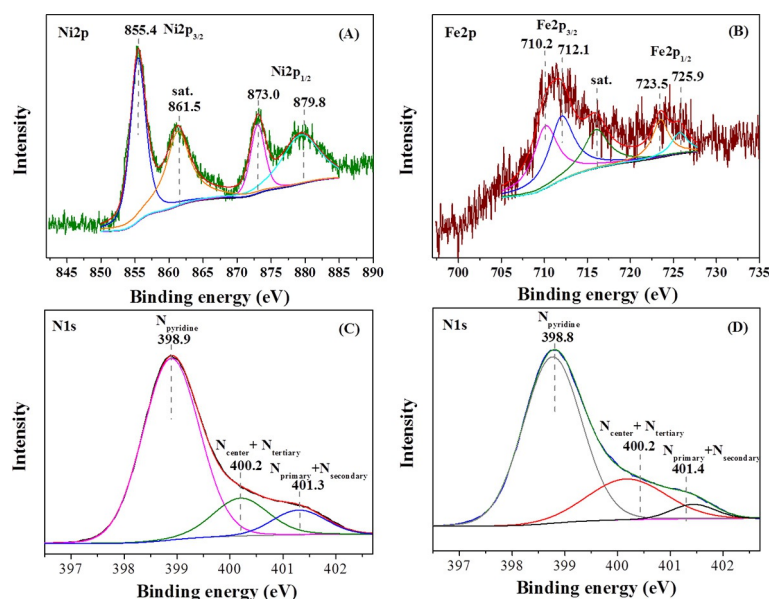 Ni2p
855.4
Ni2p3/2
(A)
sat.
861.5
Ni2p1/2
873.0
879.8
Intensity
845 850 855 860 865 870 875 880 885 890
Binding energy (eV)
Fe2p
Fe2p3/2
(B)
710.2
712.1
sat.
Fe2p1/2
723.5
725.9
Intensity
700 705 710 715 720 725 730 735
Binding energy (eV)
N1s
Npyridine
398.9
(C)
Ncenter+ Ntertiary
400.2
Nprimary+Nsecondary
401.3
Intensity
397 398 399 400 401 402
Binding energy (eV)
N1s
Npyridine
398.8
(D)
Ncenter+ Ntertiary
400.2
Nprimary+Nsecondary
401.4
Intensity
397 398 399 400 401 402
Binding energy (eV)